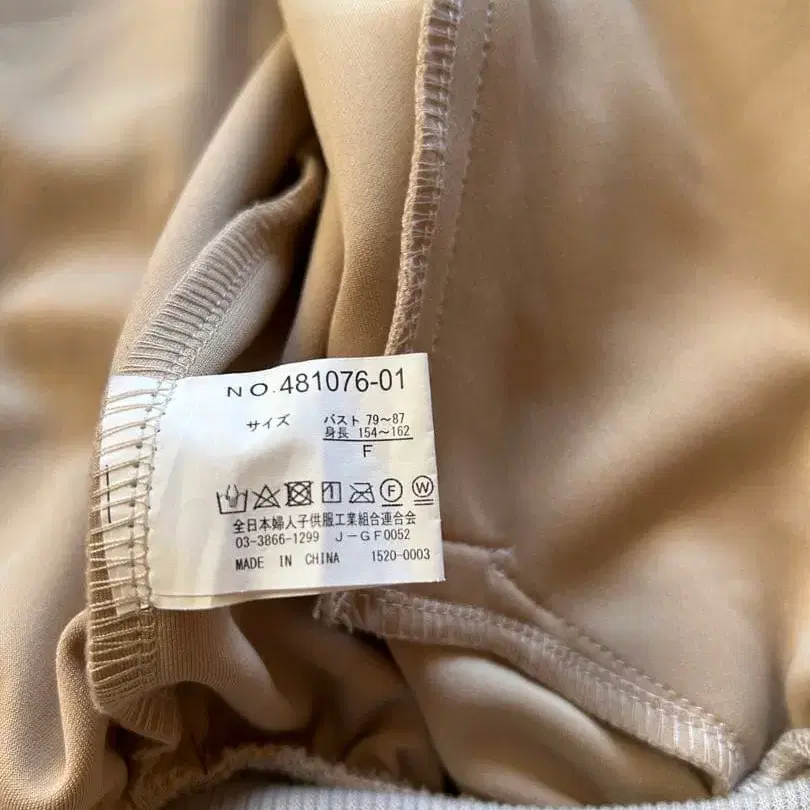 NO.481076-01
サイズ バスト 79〜87
身長 154〜162
F
F W
全日本婦人子供服工業組合連合会
03-3866-1299 J-GF0052
MADE IN CHINA 1520-0003